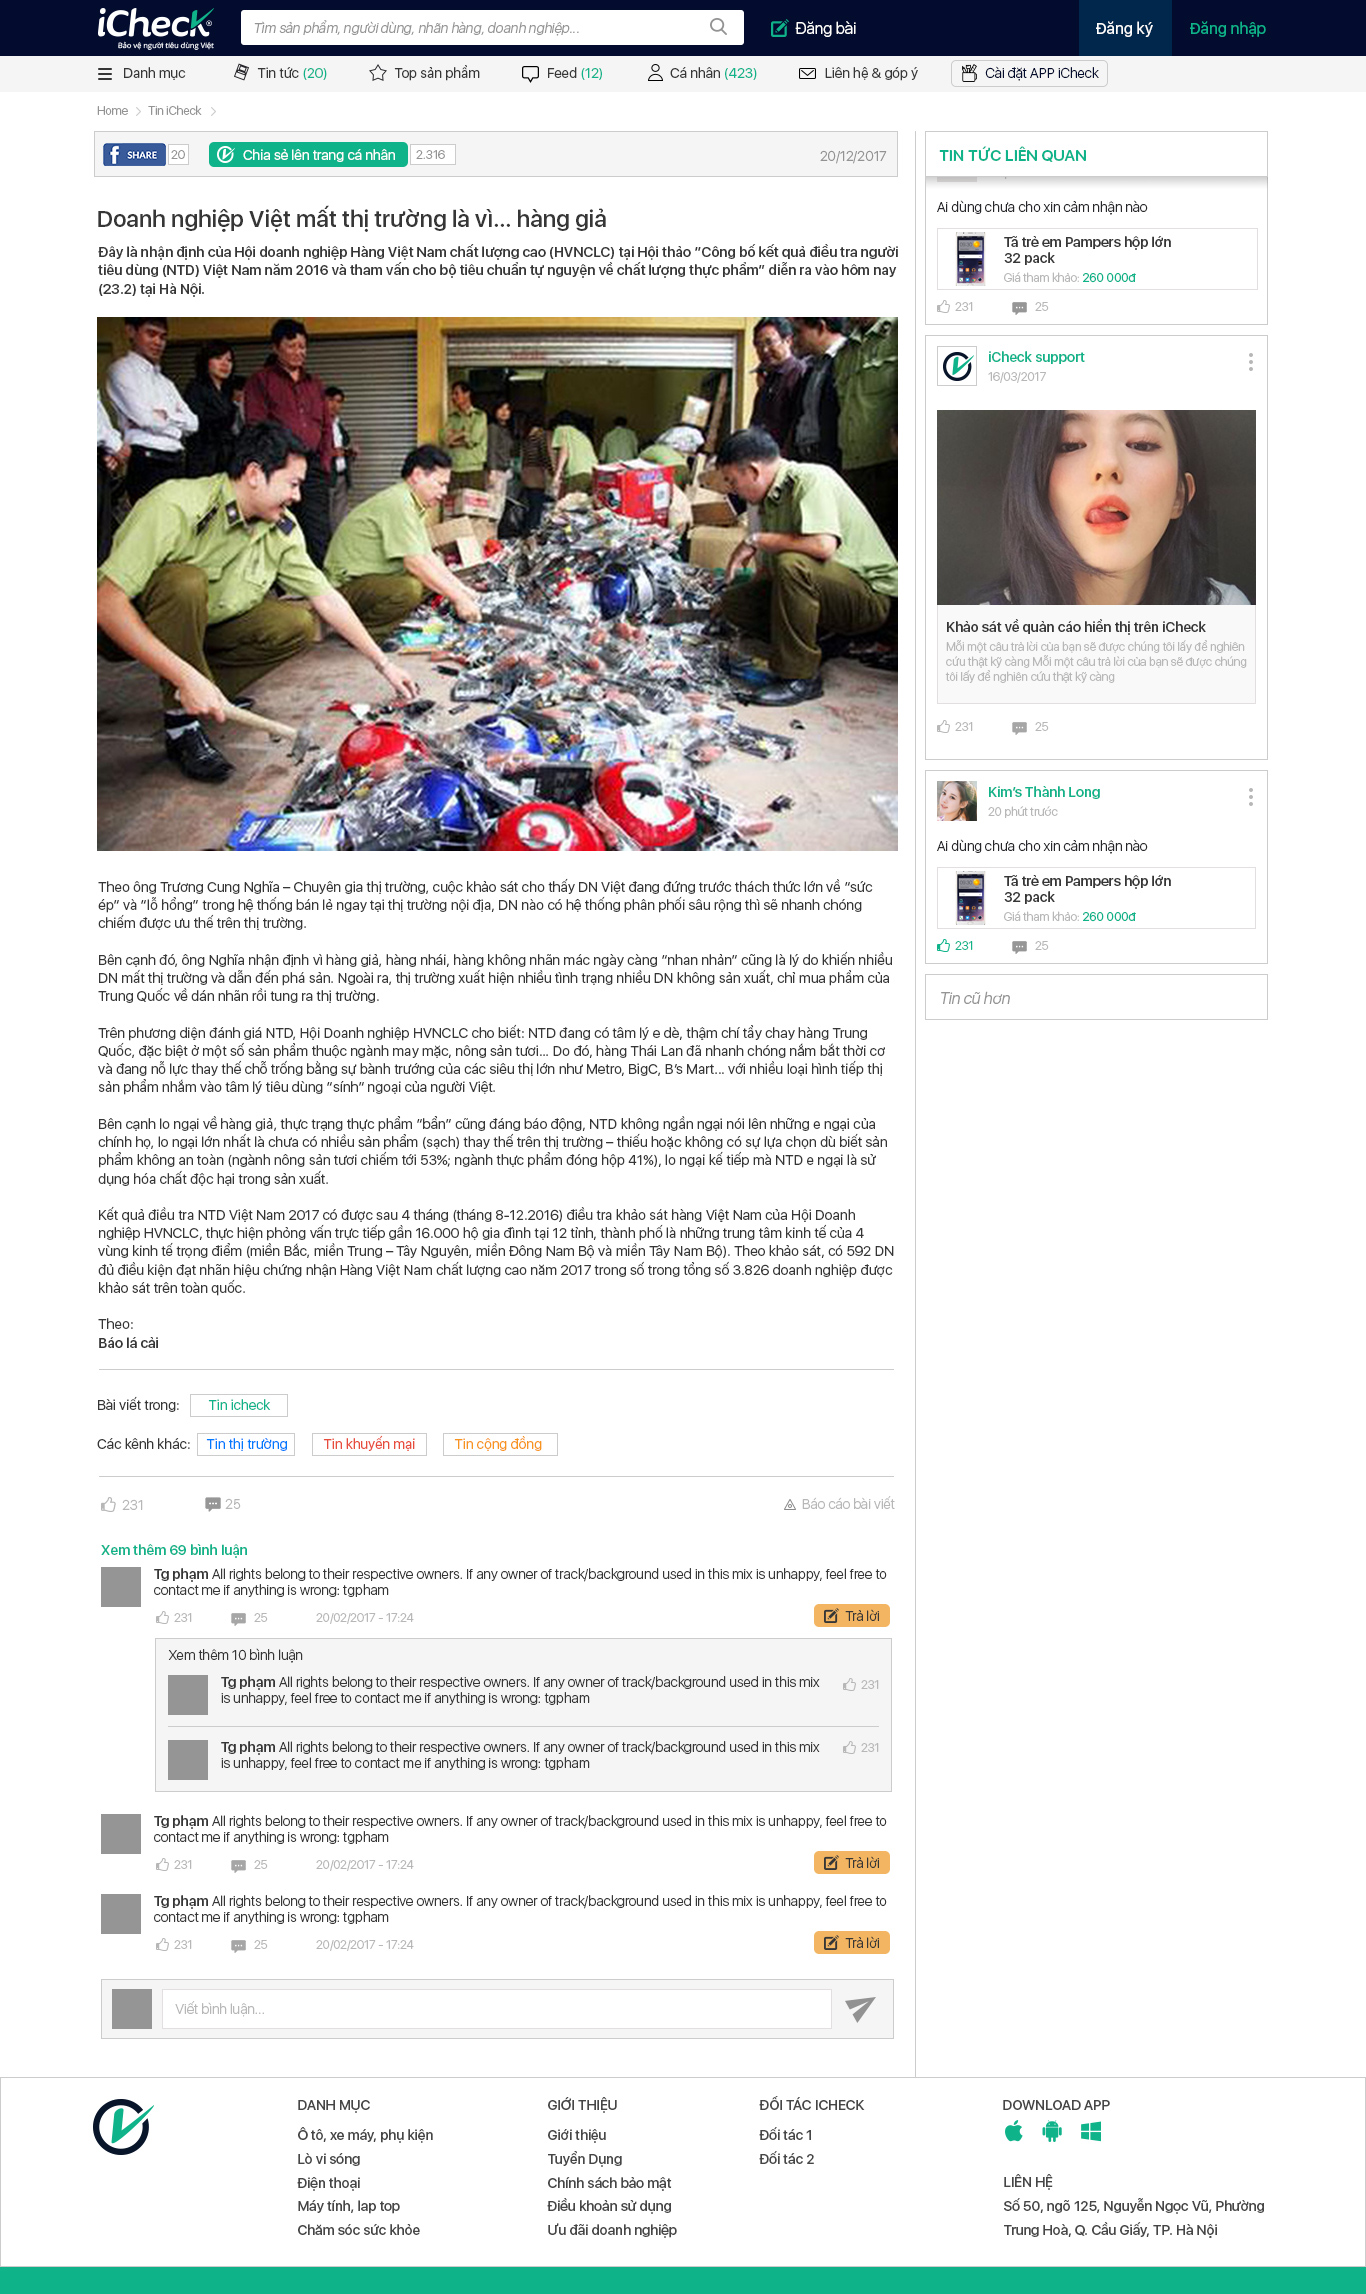 iCheck
Bảo vệ người tiêu dùng Việt
Tìm sản phẩm, người dùng, nhãn hàng, doanh nghiệp...
Đăng bài
Đăng ký
Đăng nhập
Danh mục
Tin tức (20)
Top sản phẩm
Feed (12)
Cá nhân (423)
Liên hệ & góp ý
Cài đặt APP iCheck
Home
Tin iCheck
SHARE
20
Chia sẻ lên trang cá nhân
2.316
20/12/2017
Doanh nghiệp Việt mất thị trường là vì... hàng giả
Đây là nhận định của Hội doanh nghiệp Hàng Việt Nam chất lượng cao (HVNCLC) tại Hội thảo "Công bố kết quả điều tra người
tiêu dùng (NTD) Việt Nam năm 2016 và tham vấn cho bộ tiêu chuẩn tự nguyện về chất lượng thực phẩm" diễn ra vào hôm nay
(23.2) tại Hà Nội.
Theo ông Trương Cung Nghĩa – Chuyên gia thị trường, cuộc khảo sát cho thấy DN Việt đang đứng trước thách thức lớn về "sức
ép" và "lỗ hổng" trong hệ thống bán lẻ ngay tại thị trường nội địa, DN nào có hệ thống phân phối sâu rộng thì sẽ nhanh chóng
chiếm được ưu thế trên thị trường.
Bên cạnh đó, ông Nghĩa nhận định vì hàng giả, hàng nhái, hàng không nhãn mác ngày càng "nhan nhản" cũng là lý do khiến nhiều
DN mất thị trường và dẫn đến phá sản. Ngoài ra, thị trường xuất hiện nhiều tình trạng nhiều DN không sản xuất, chỉ mua phẩm của
Trung Quốc về dán nhãn rồi tung ra thị trường.
Trên phương diện đánh giá NTD, Hội Doanh nghiệp HVNCLC cho biết: NTD đang có tâm lý e dè, thậm chí tẩy chay hàng Trung
Quốc, đặc biệt ở một số sản phẩm thuộc ngành may mặc, nông sản tươi... Do đó, hàng Thái Lan đã nhanh chóng nắm bắt thời cơ
và đang nỗ lực thay thế chỗ trống bằng sự bành trướng của các siêu thị lớn như Metro, BigC, B's Mart... với nhiều loại hình tiếp thị
sản phẩm nhắm vào tâm lý tiêu dùng "sính" ngoại của người Việt.
Bên cạnh lo ngại về hàng giả, thực trạng thực phẩm "bẩn" cũng đáng báo động, NTD không ngần ngại nói lên những e ngại của
chính họ, lo ngại lớn nhất là chưa có nhiều sản phẩm (sạch) thay thế trên thị trường – thiếu hoặc không có sự lựa chọn dù biết sản
phẩm không an toàn (ngành nông sản tươi chiếm tới 53%; ngành thực phẩm đóng hộp 41%), lo ngại kế tiếp mà NTD e ngại là sử
dụng hóa chất độc hại trong sản xuất.
Kết quả điều tra NTD Việt Nam 2017 có được sau 4 tháng (tháng 8-12.2016) điều tra khảo sát hàng Việt Nam của Hội Doanh
nghiệp HVNCLC, thực hiện phỏng vấn trực tiếp gần 16.000 hộ gia đình tại 12 tỉnh, thành phố là những trung tâm kinh tế của 4
vùng kinh tế trọng điểm (miền Bắc, miền Trung – Tây Nguyên, miền Đông Nam Bộ và miền Tây Nam Bộ). Theo khảo sát, có 592 DN
đủ điều kiện đạt nhãn hiệu chứng nhận Hàng Việt Nam chất lượng cao năm 2017 trong số trong tổng số 3.826 doanh nghiệp được
khảo sát trên toàn quốc.
Theo:
Báo lá cải
Bài viết trong:
Tin icheck
Các kênh khác:
Tin thị trường
Tin khuyến mại
Tin cộng đồng
231
25
Báo cáo bài viết
Xem thêm 69 bình luận
Tg phạm All rights belong to their respective owners. If any owner of track/background used in this mix is unhappy, feel free to
contact me if anything is wrong: tgpham
231
25
20/02/2017 - 17:24
Trả lời
Xem thêm 10 bình luận
Tg phạm All rights belong to their respective owners. If any owner of track/background used in this mix
is unhappy, feel free to contact me if anything is wrong: tgpham
231
Tg phạm All rights belong to their respective owners. If any owner of track/background used in this mix
is unhappy, feel free to contact me if anything is wrong: tgpham
231
Tg phạm All rights belong to their respective owners. If any owner of track/background used in this mix is unhappy, feel free to
contact me if anything is wrong: tgpham
231
25
20/02/2017 - 17:24
Trả lời
Tg phạm All rights belong to their respective owners. If any owner of track/background used in this mix is unhappy, feel free to
contact me if anything is wrong: tgpham
231
25
20/02/2017 - 17:24
Trả lời
Viết bình luận...
TIN TỨC LIÊN QUAN
Ai dùng chưa cho xin cảm nhận nào
Tã trẻ em Pampers hộp lớn
32 pack
Giá tham khảo: 260 000đ
231
25
iCheck support
16/03/2017
Khảo sát về quản cáo hiển thị trên iCheck
Mỗi một câu trả lời của bạn sẽ được chúng tôi lấy để nghiên
cứu thật kỹ càng Mỗi một câu trả lời của bạn sẽ được chúng
tôi lấy để nghiên cứu thật kỹ càng
231
25
Kim's Thành Long
20 phút trước
Ai dùng chưa cho xin cảm nhận nào
Tã trẻ em Pampers hộp lớn
32 pack
Giá tham khảo: 260 000đ
231
25
Tin cũ hơn
DANH MỤC
Ô tô, xe máy, phụ kiện
Lò vi sóng
Điện thoại
Máy tính, lap top
Chăm sóc sức khỏe
GIỚI THIỆU
Giới thiệu
Tuyển Dụng
Chính sách bảo mật
Điều khoản sử dụng
Ưu đãi doanh nghiệp
ĐỐI TÁC ICHECK
Đối tác 1
Đối tác 2
DOWNLOAD APP
LIÊN HỆ
Số 50, ngõ 125, Nguyễn Ngọc Vũ, Phường
Trung Hoà, Q. Cầu Giấy, TP. Hà Nội